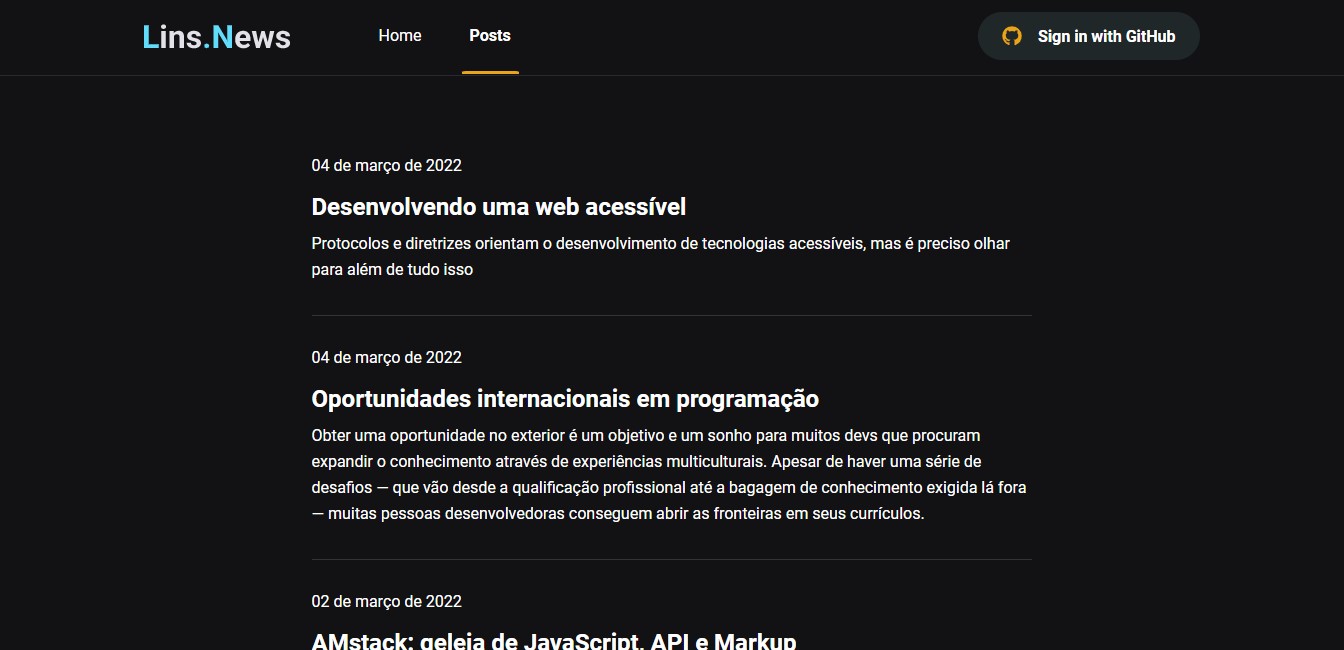 Lins.News
Home
Posts
Sign in with GitHub
04 de março de 2022
Desenvolvendo uma web acessível
Protocolos e diretrizes orientam o desenvolvimento de tecnologias acessíveis, mas é preciso olhar
para além de tudo isso
04 de março de 2022
Oportunidades internacionais em programação
Obter uma oportunidade no exterior é um objetivo e um sonho para muitos devs que procuram
expandir o conhecimento através de experiências multiculturais. Apesar de haver uma série de
desafios — que vão desde a qualificação profissional até a bagagem de conhecimento exigida lá fora
— muitas pessoas desenvolvedoras conseguem abrir as fronteiras em seus currículos.
02 de março de 2022
AMstack: geleia de JavaScript, API e Markup